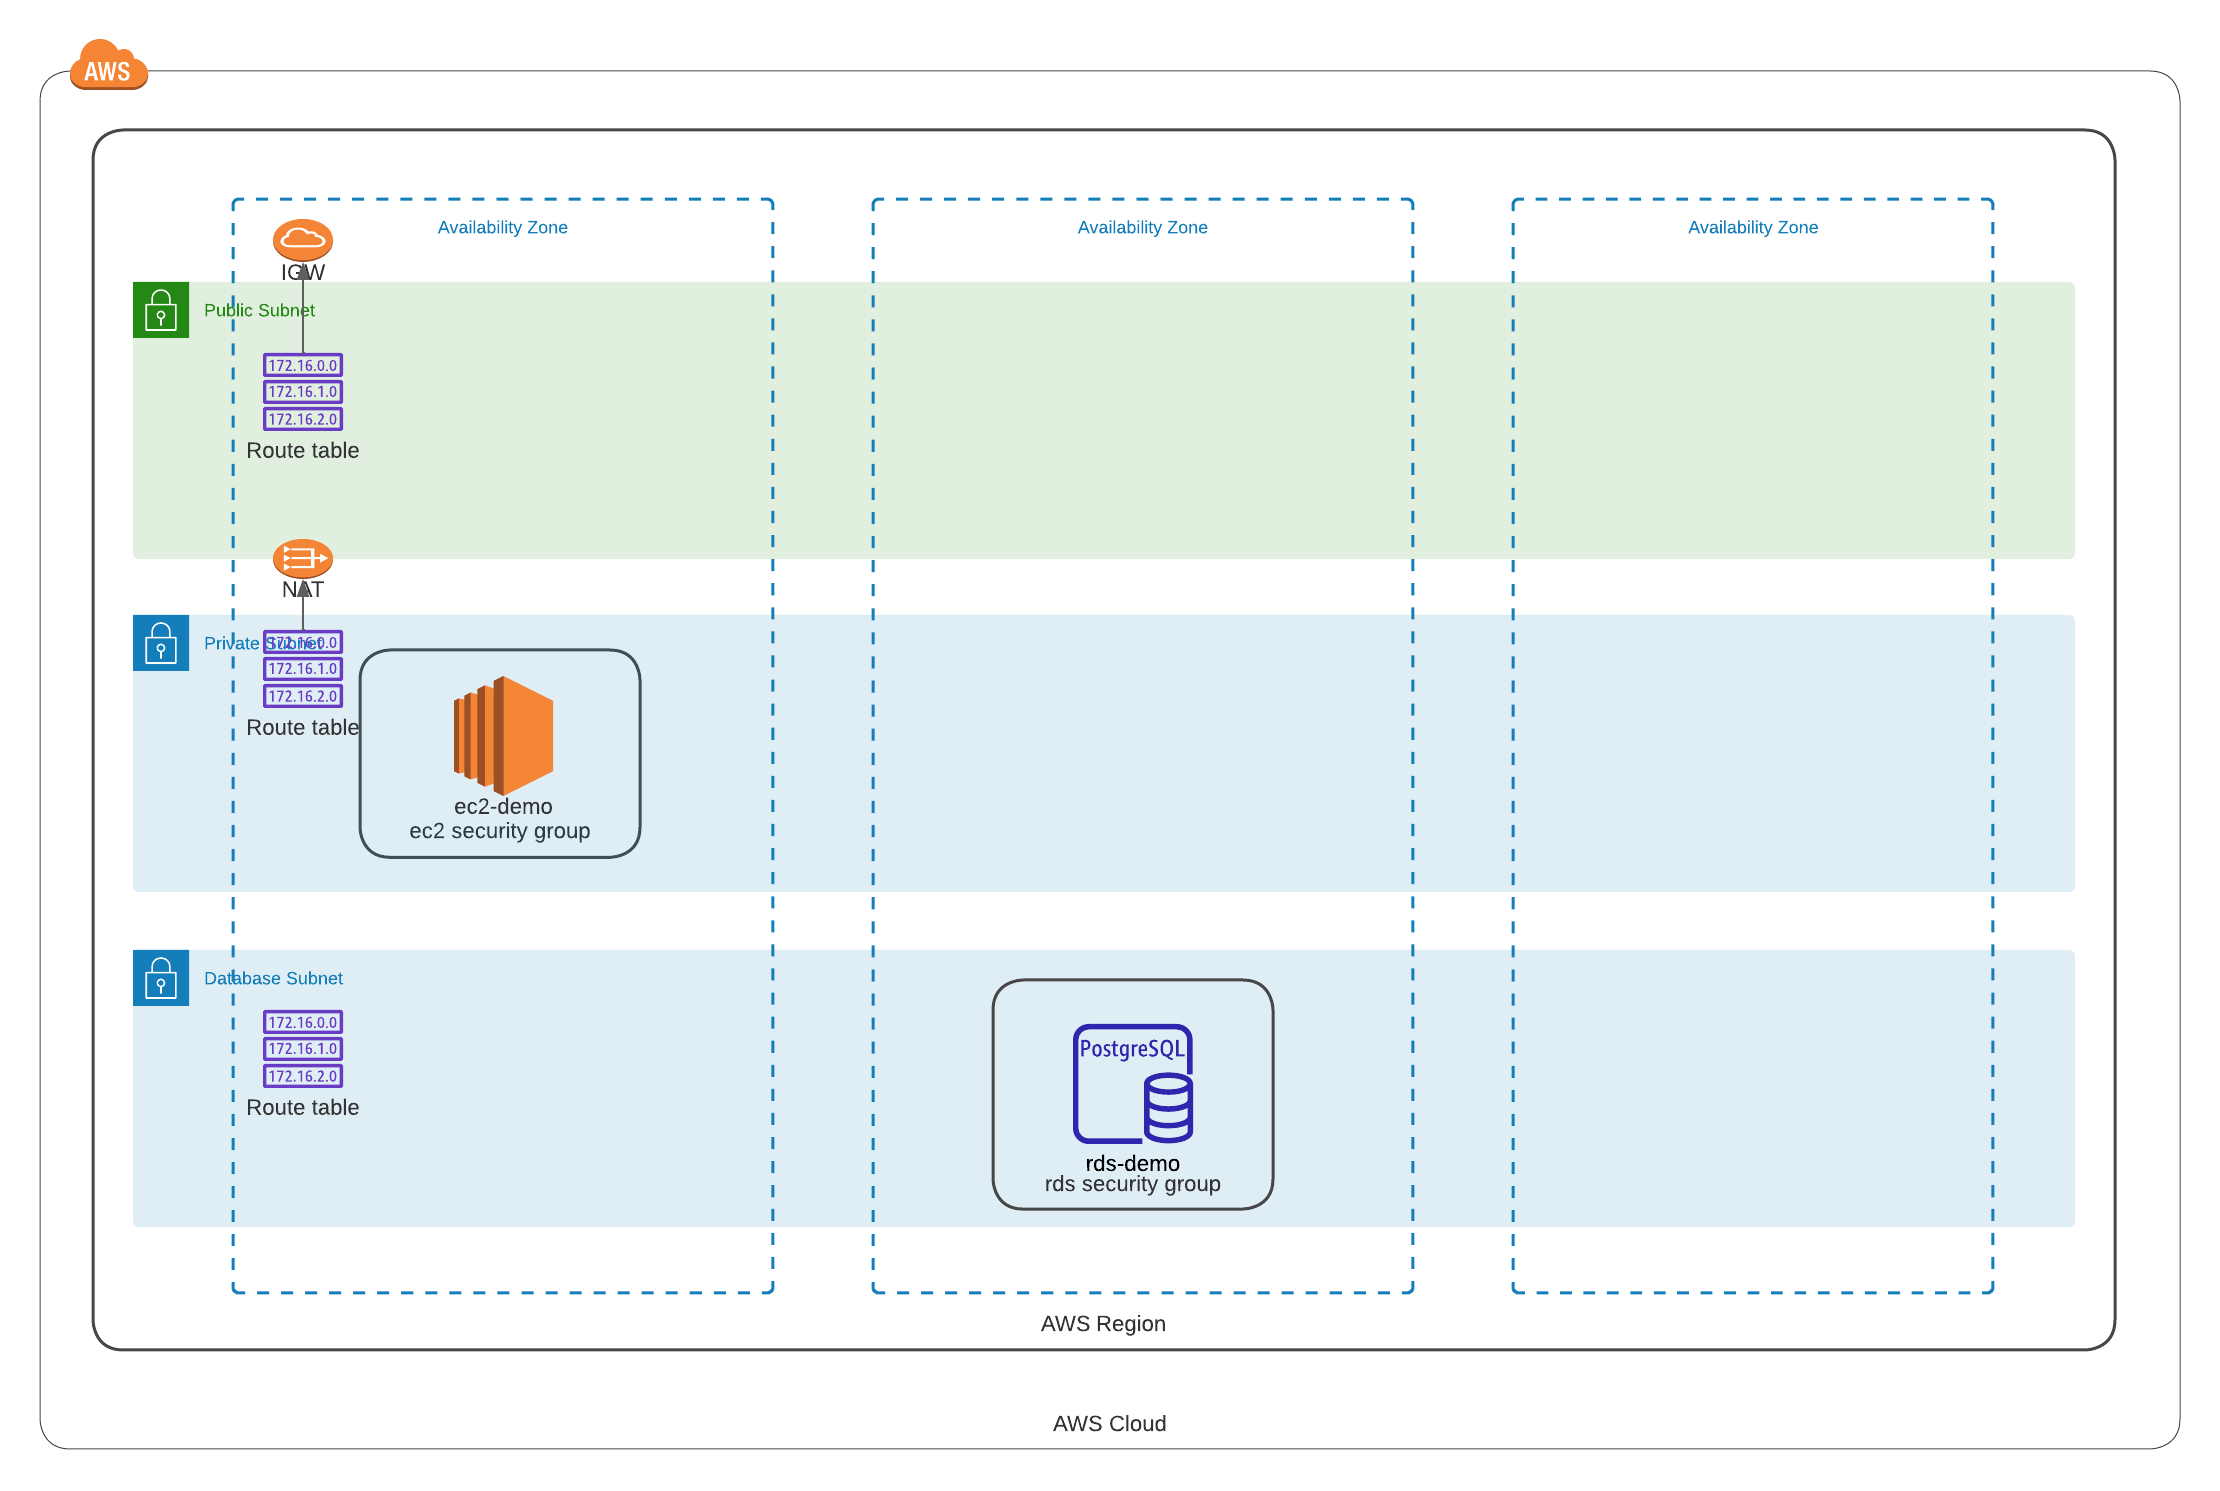 AWS
Availability Zone
Availability Zone
Availability Zone
IGW
Public Subnet
172.16.0.0
172.16.1.0
172.16.2.0
Route table
NAT
Private Subnet
172.16.0.0
172.16.1.0
172.16.2.0
Route table
ec2-demo
ec2 security group
Database Subnet
172.16.0.0
172.16.1.0
172.16.2.0
Route table
PostgreSQL
rds-demo
rds security group
AWS Region
AWS Cloud